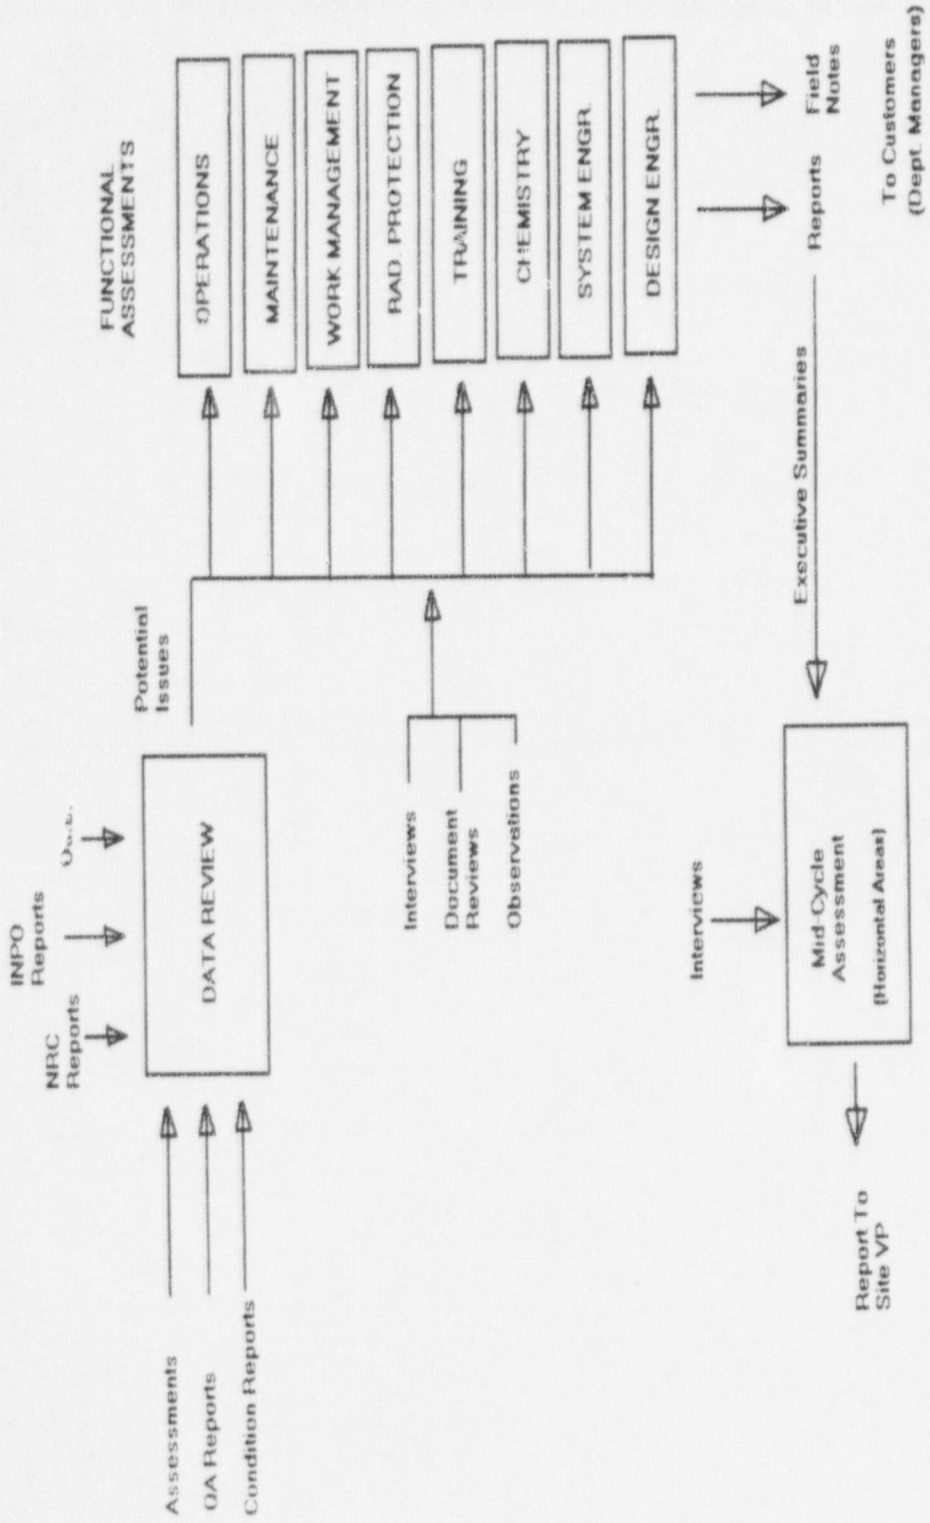 NRC
Reports
INPO
Reports
Assessments
QA Reports
Condition Reports
DATA REVIEW
Potential
Issues
Interviews
Document
Reviews
Observations
FUNCTIONAL
ASSESSMENTS
OPERATIONS
MAINTENANCE
WORK MANAGEMENT
RAD. PROTECTION
TRAINING
CHEMISTRY
SYSTEM ENGR.
DESIGN ENGR.
Reports
Field
Notes
To Customers
(Dept. Managers)
Executive Summaries
Interviews
Mid-Cycle
Assessment
(Horizontal Areas)
Report To
Site VP